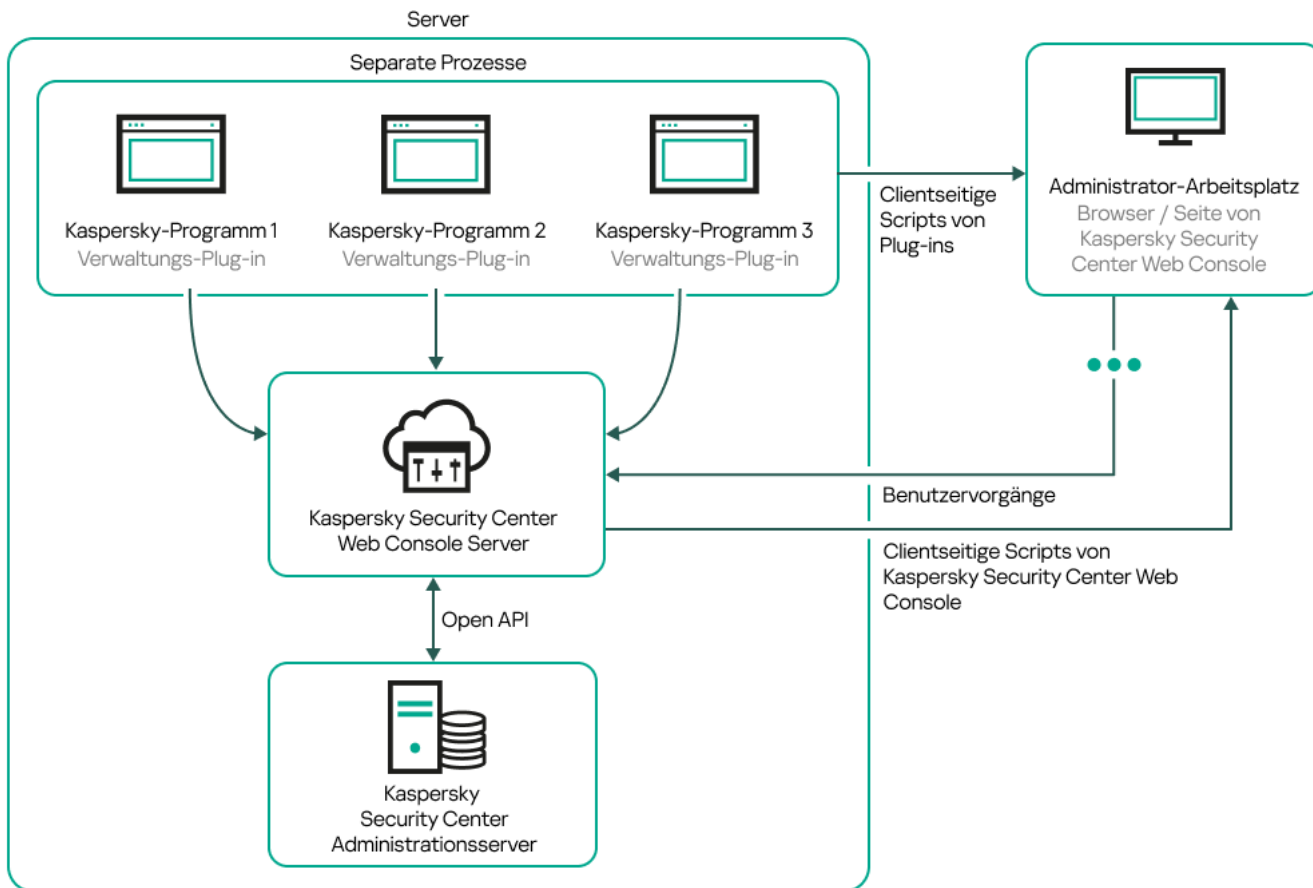 Server
Separate Prozesse
Kaspersky-Programm 1
Verwaltungs-Plug-in
Kaspersky-Programm 2
Verwaltungs-Plug-in
Kaspersky-Programm 3
Verwaltungs-Plug-in
Clientseitige
Scripts von
Plug-ins
Administrator-Arbeitsplatz
Browser / Seite von
Kaspersky Security
Center Web Console
Kaspersky Security Center
Web Console Server
Benutzervorgänge
Clientseitige Scripts von
Kaspersky Security Center Web
Console
Open API
Kaspersky
Security Center
Administrationsserver